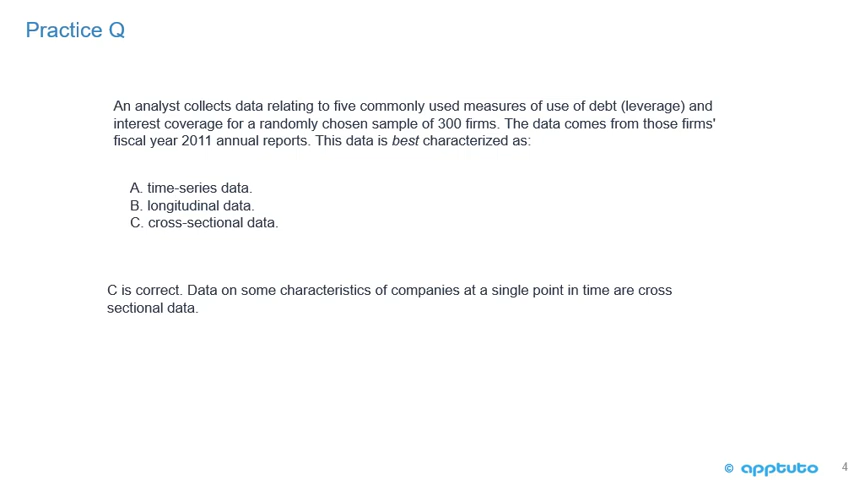 Practice Q
An analyst collects data relating to five commonly used measures of use of debt (leverage) and
interest coverage for a randomly chosen sample of 300 firms. The data comes from those firms'
fiscal year 2011 annual reports. This data is best characterized as:
A. time-series data.
B. longitudinal data.
C. cross-sectional data.
C is correct. Data on some characteristics of companies at a single point in time are cross
sectional data.
© apptuto 4